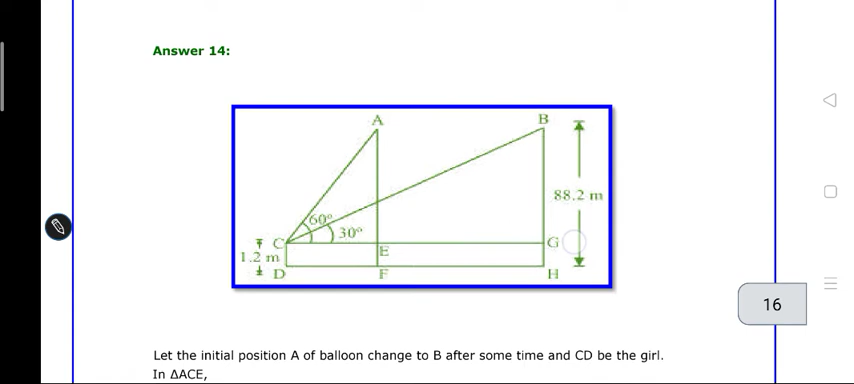 Answer 14:
A
B
88.2 m
60°
30°
C
G
1.2 m
E
D
F
H
16
Let the initial position A of balloon change to B after some time and CD be the girl.
In ΔACE,